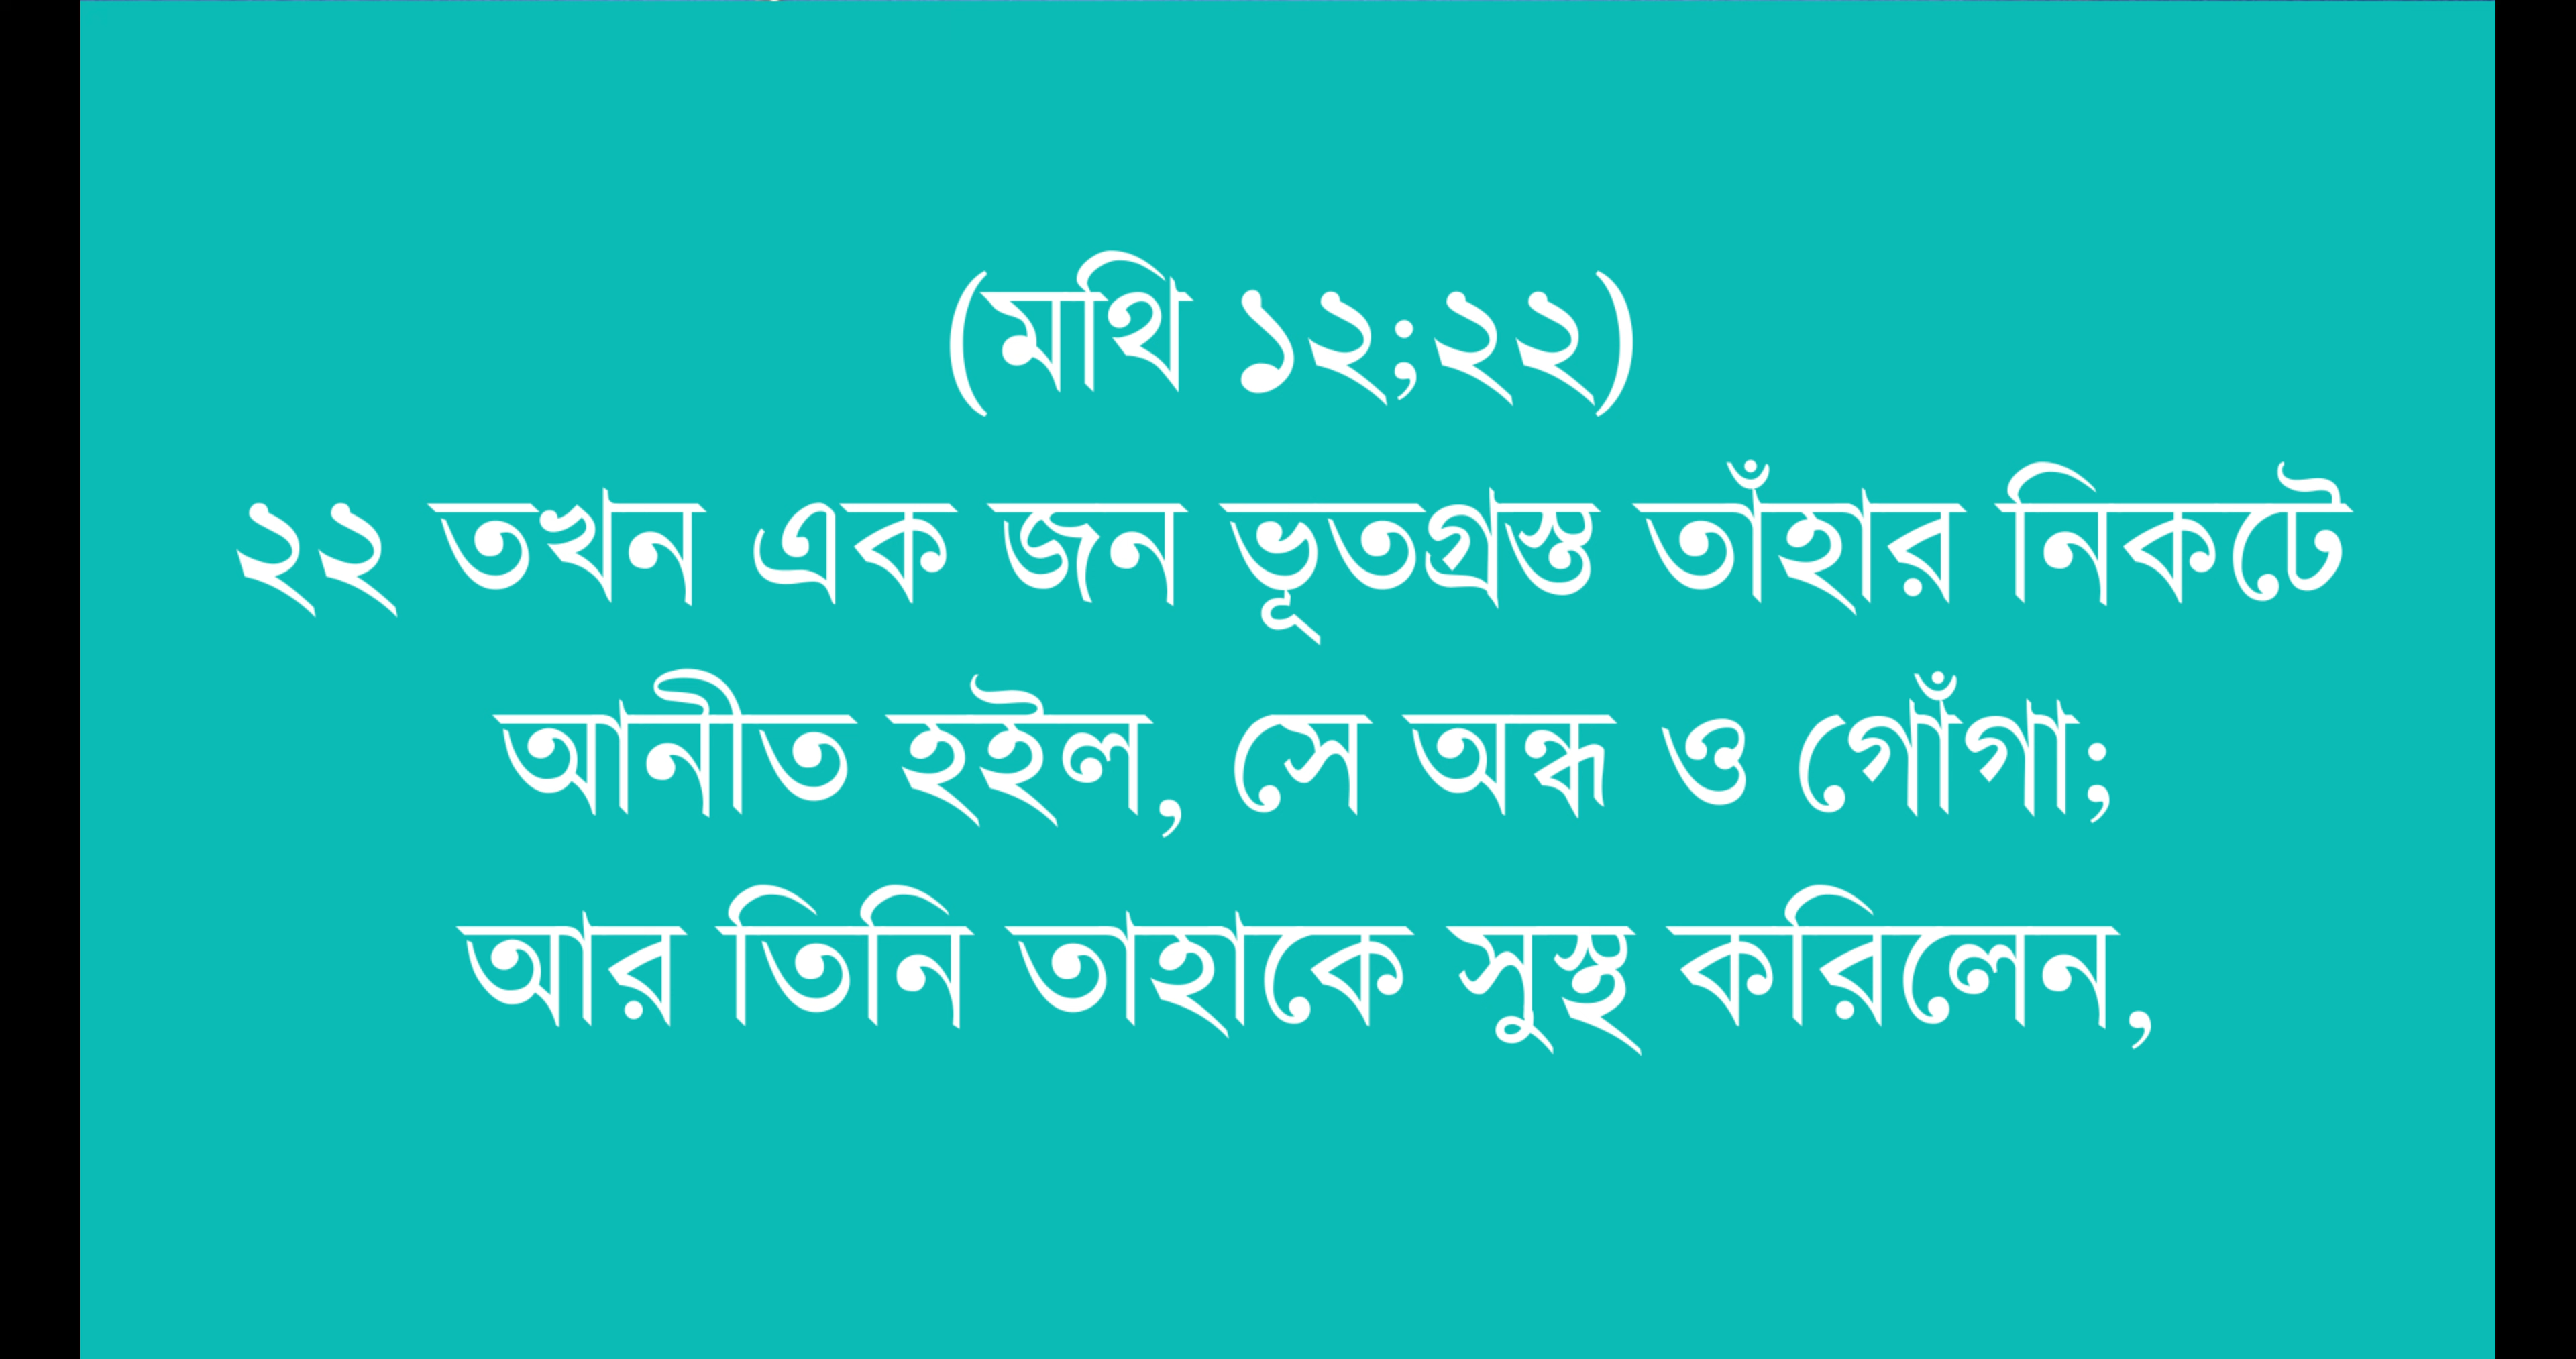 (মথি ১২;২২)
২২ তখন এক জন ভূতগ্রস্ত তাঁহার নিকটে
আনীত হইল, সে অন্ধ ও গোঁগা;
আর তিনি তাহাকে সুস্থ করিলেন,